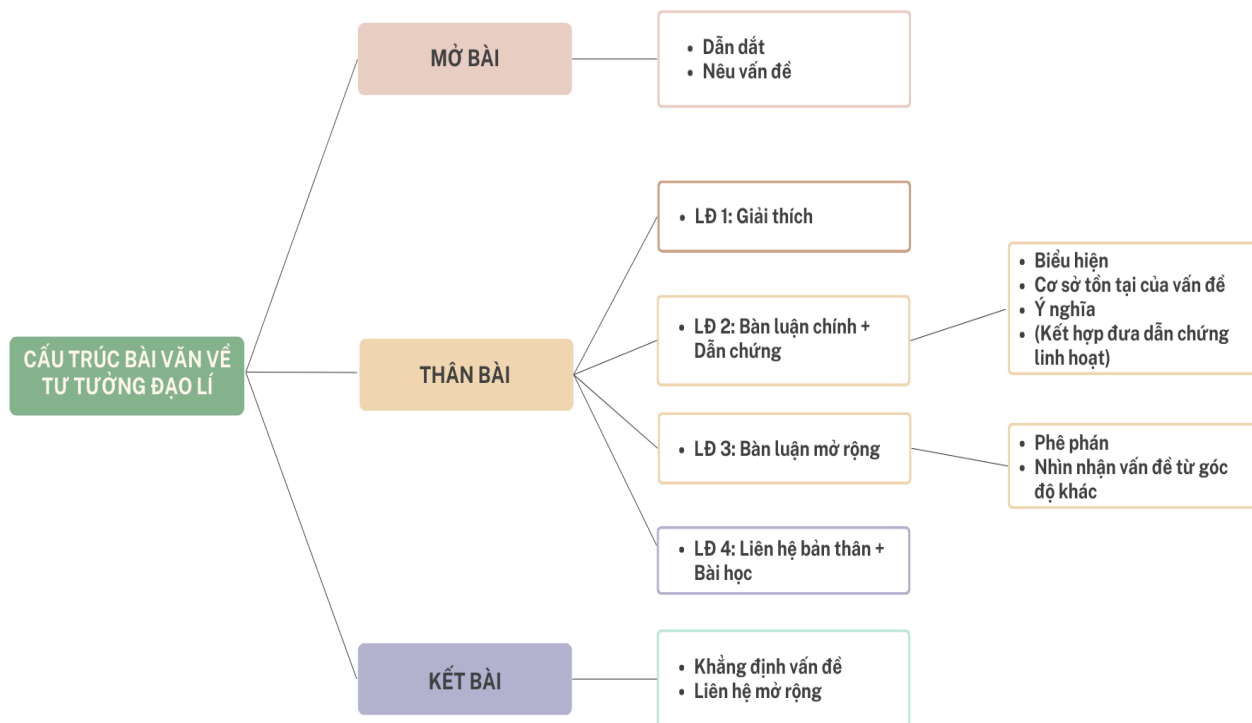 CẤU TRÚC BÀI VĂN VỀ
TƯ TƯỞNG ĐẠO LÍ
MỞ BÀI
• Dẫn dắt
• Nêu vấn đề
THÂN BÀI
• LĐ 1: Giải thích
• LĐ 2: Bàn luận chính +
Dẫn chứng
• Biểu hiện
• Cơ sở tồn tại của vấn đề
• Ý nghĩa
• (Kết hợp đưa dẫn chứng
linh hoạt)
• LĐ 3: Bàn luận mở rộng
• Phê phán
• Nhìn nhận vấn đề từ góc
độ khác
• LĐ 4: Liên hệ bản thân +
Bài học
KẾT BÀI
• Khẳng định vấn đề
• Liên hệ mở rộng